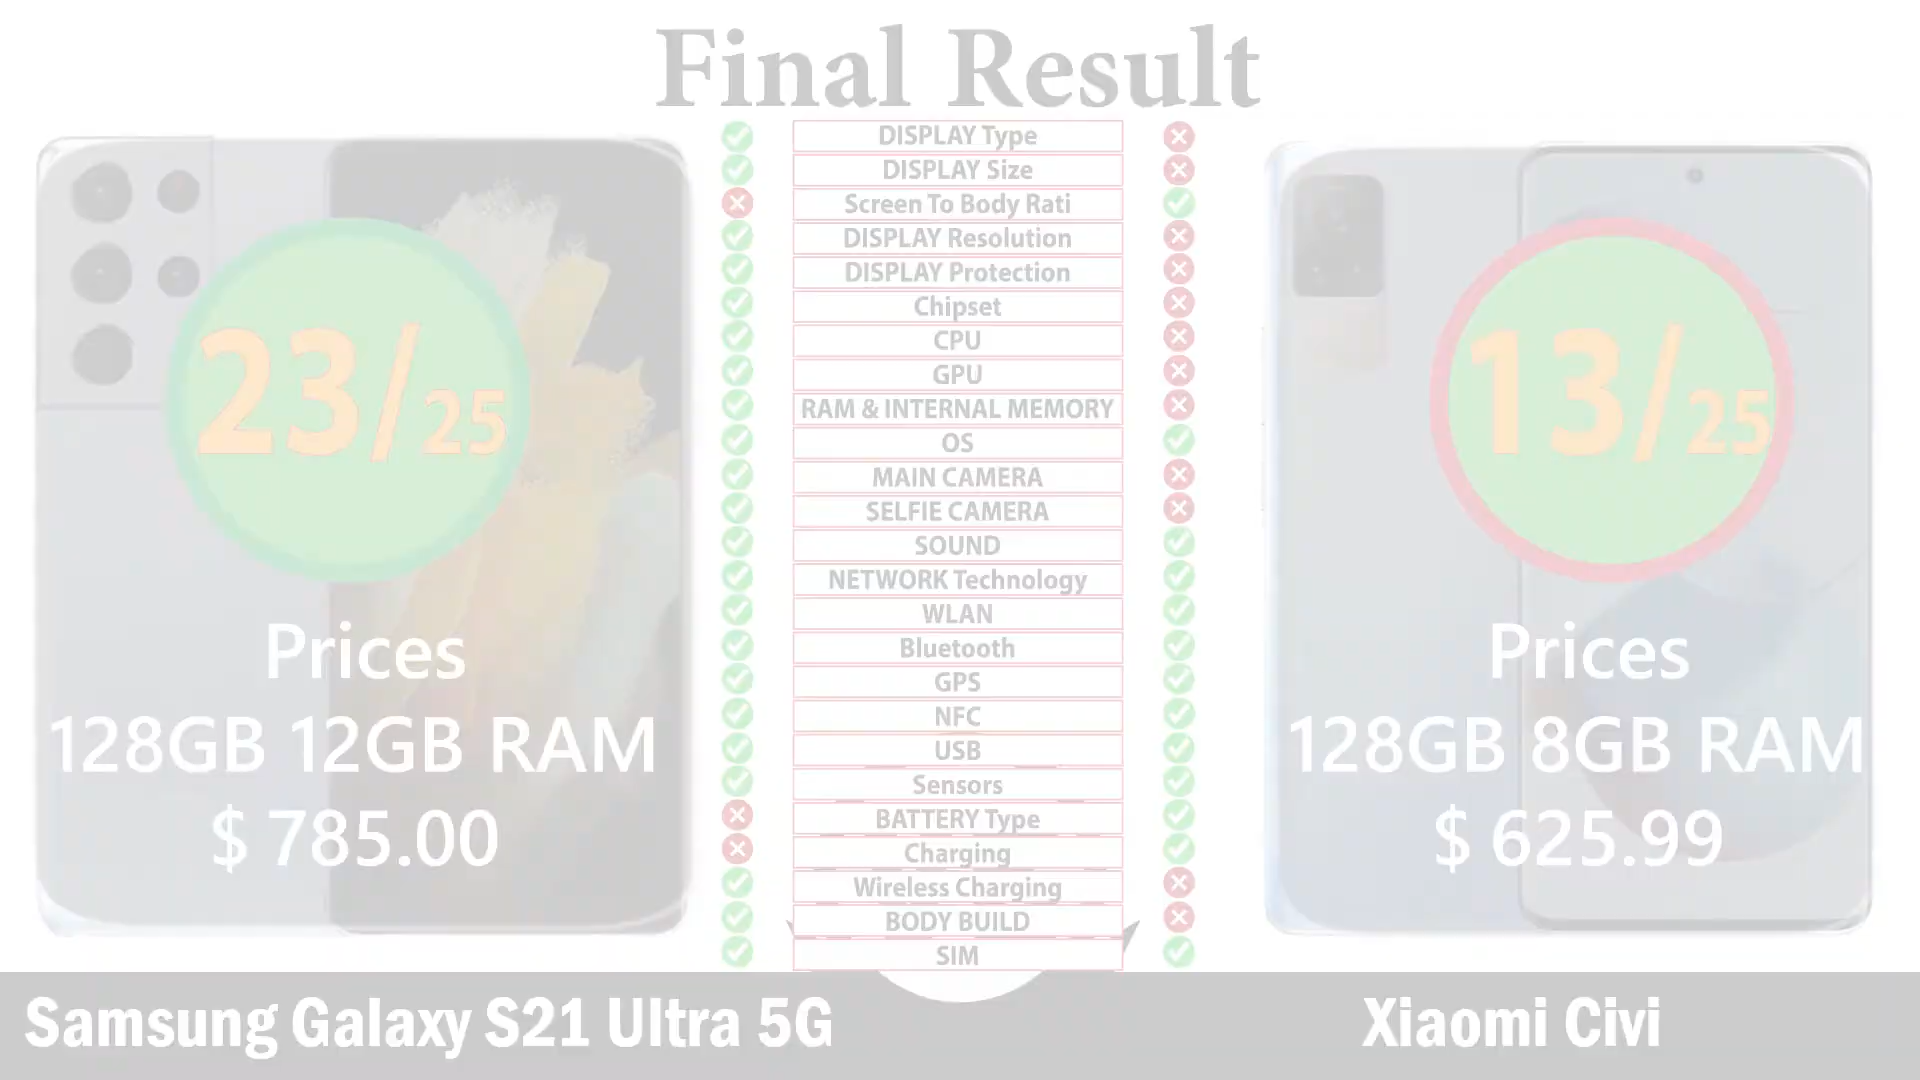 Final Result
DISPLAY Type
DISPLAY Size
Screen To Body Rati
DISPLAY Resolution
DISPLAY Protection
Chipset
CPU
GPU
RAM & INTERNAL MEMORY
OS
MAIN CAMERA
SELFIE CAMERA
SOUND
NETWORK Technology
WLAN
Bluetooth
GPS
NFC
USB
Sensors
BATTERY Type
Charging
Wireless Charging
BODY BUILD
SIM
23/25
Prices
128GB 12GB RAM
$ 785.00
13/25
Prices
128GB 8GB RAM
$ 625.99
Samsung Galaxy S21 Ultra 5G
Xiaomi Civi